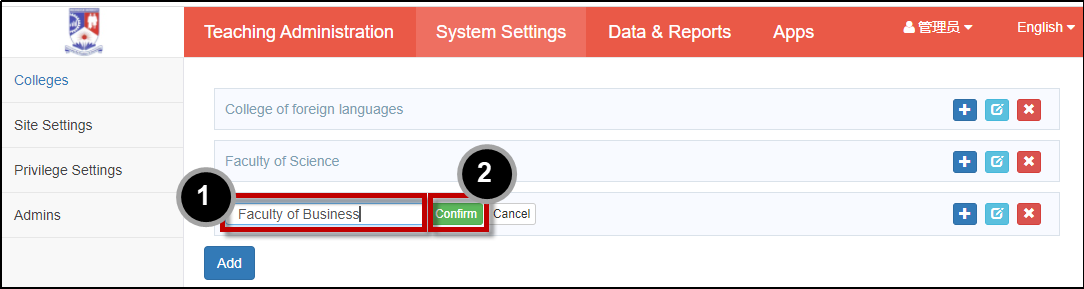 Teaching Administration System Settings Data & Reports Apps 管理员 English
Colleges
Site Settings
Privilege Settings
Admins
College of foreign languages
Faculty of Science
1 2
Faculty of Business Confirm Cancel
Add